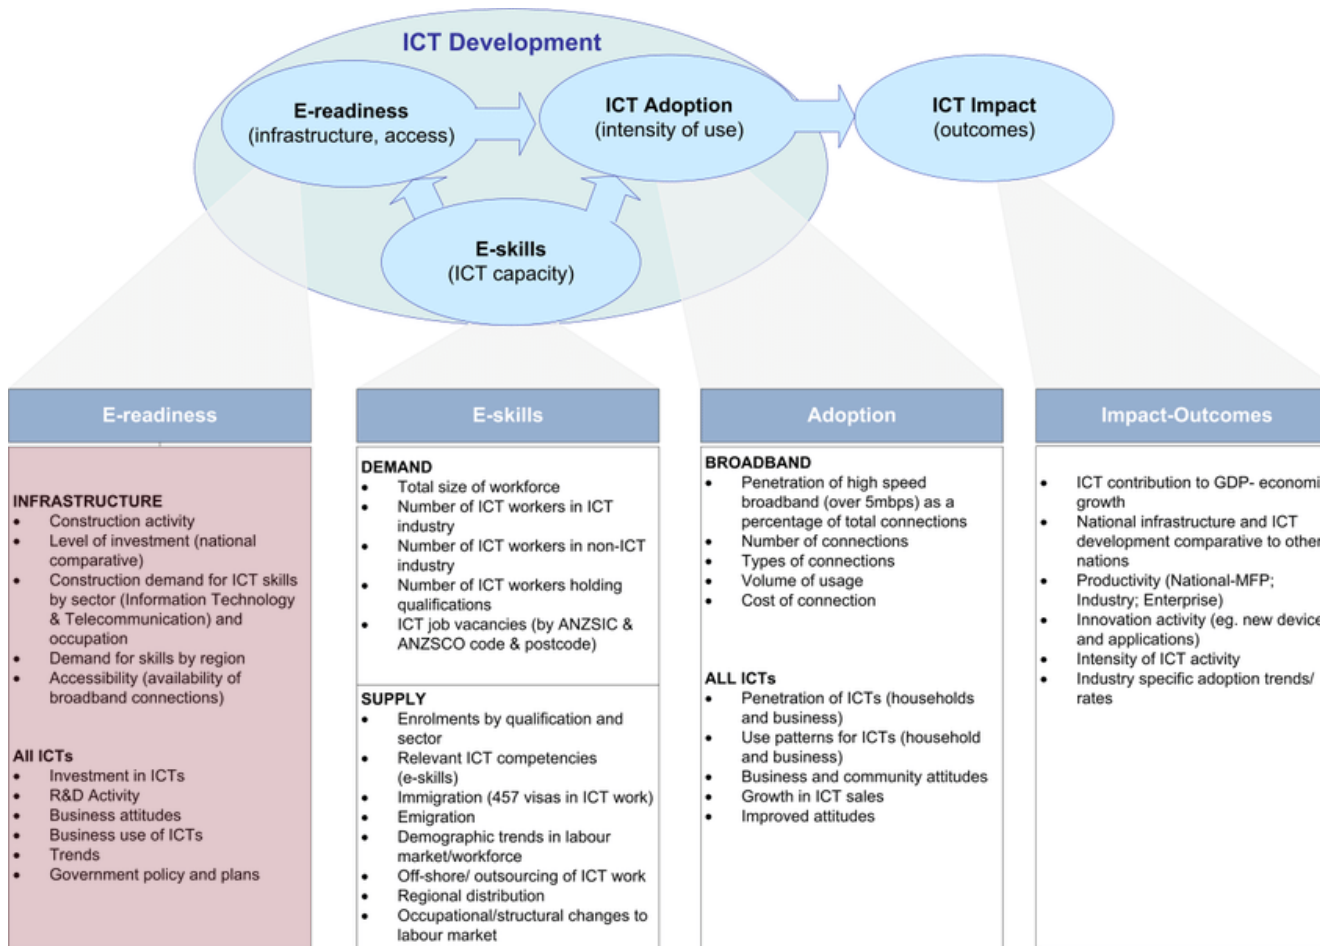 ICT Development
E-readiness
(infrastructure, access)
ICT Adoption
(intensity of use)
ICT Impact
(outcomes)
E-skills
(ICT capacity)
E-readiness
INFRASTRUCTURE
• Construction activity
• Level of investment (national
comparative)
• Construction demand for ICT skills
by sector (Information Technology
& Telecommunication) and
occupation
• Demand for skills by region
• Accessibility (availability of
broadband connections)
All ICTs
• Investment in ICTs
• R&D Activity
• Business attitudes
• Business use of ICTs
• Trends
• Government policy and plans
E-skills
DEMAND
• Total size of workforce
• Number of ICT workers in ICT
industry
• Number of ICT workers in non-ICT
industry
• Number of ICT workers holding
qualifications
• ICT job vacancies (by ANZSIC &
ANZSCO code & postcode)
SUPPLY
• Enrolments by qualification and
sector
• Relevant ICT competencies
(e-skills)
• Immigration (457 visas in ICT work)
• Emigration
• Demographic trends in labour
market/workforce
• Off-shore/ outsourcing of ICT work
• Regional distribution
• Occupational/structural changes to
labour market
Adoption
BROADBAND
• Penetration of high speed
broadband (over 5mbps) as a
percentage of total connections
• Number of connections
• Types of connections
• Volume of usage
• Cost of connection
ALL ICTs
• Penetration of ICTs (households
and business)
• Use patterns for ICTs (household
and business)
• Business and community attitudes
• Growth in ICT sales
• Improved attitudes
Impact-Outcomes
• ICT contribution to GDP- economi
growth
• National infrastructure and ICT
development comparative to other
nations
• Productivity (National-MFP;
Industry; Enterprise)
• Innovation activity (eg. new device
and applications)
• Intensity of ICT activity
• Industry specific adoption trends/
rates